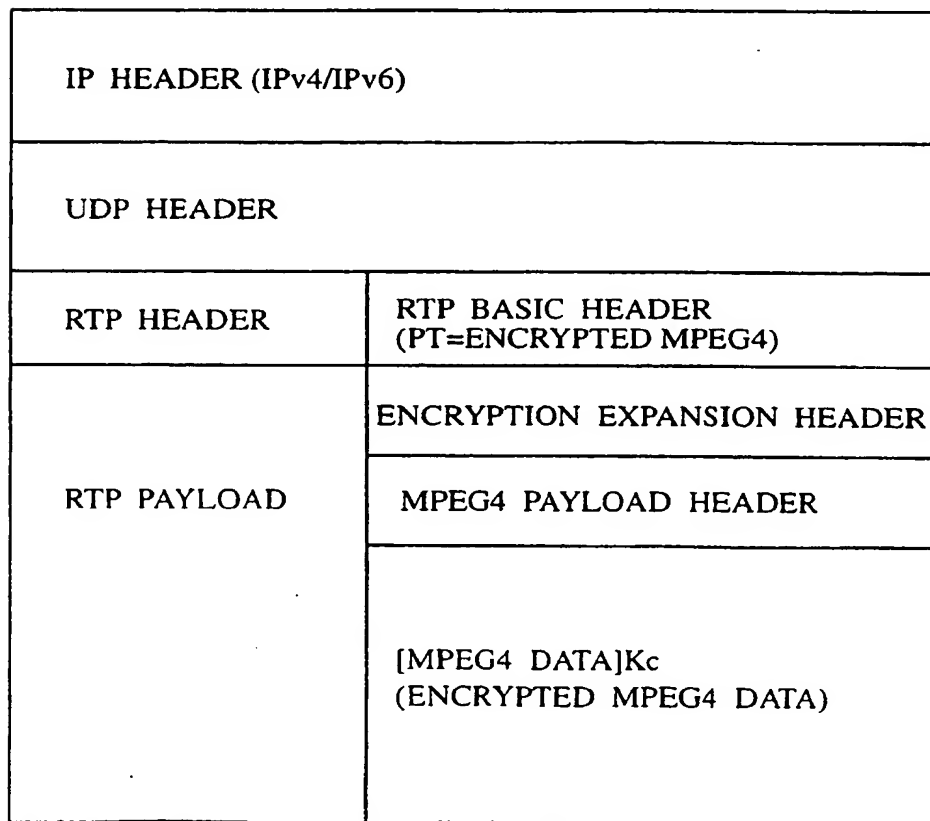 IP HEADER (IPv4/IPv6)
UDP HEADER
RTP HEADER
RTP BASIC HEADER
(PT=ENCRYPTED MPEG4)
RTP PAYLOAD
ENCRYPTION EXPANSION HEADER
MPEG4 PAYLOAD HEADER
[MPEG4 DATA]Kc
(ENCRYPTED MPEG4 DATA)